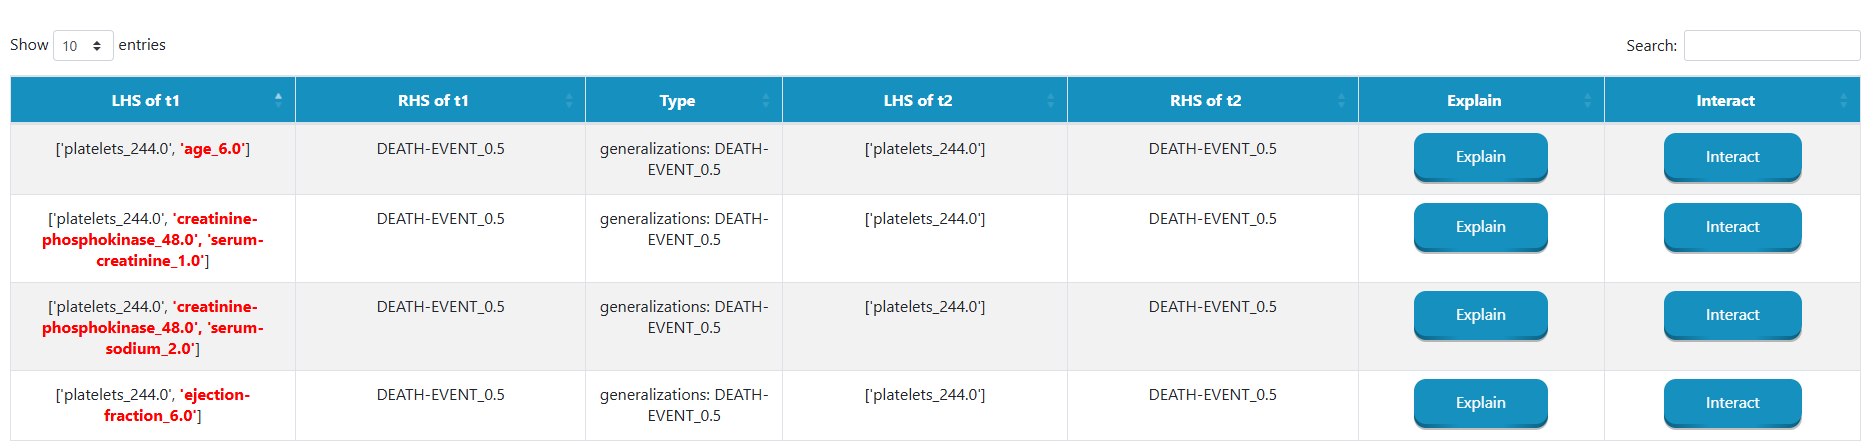 Show 10 entries
Search:
LHS of t1 RHS of t1 Type LHS of t2 RHS of t2 Explain Interact
['platelets_244.0', 'age_6.0'] DEATH-EVENT_0.5 generalizations: DEATH-
EVENT_0.5 ['platelets_244.0'] DEATH-EVENT_0.5 Explain Interact
['platelets_244.0', 'creatinine-
phosphokinase_48.0', 'serum-
creatinine_1.0'] DEATH-EVENT_0.5 generalizations: DEATH-
EVENT_0.5 ['platelets_244.0'] DEATH-EVENT_0.5 Explain Interact
['platelets_244.0', 'creatinine-
phosphokinase_48.0', 'serum-
sodium_2.0'] DEATH-EVENT_0.5 generalizations: DEATH-
EVENT_0.5 ['platelets_244.0'] DEATH-EVENT_0.5 Explain Interact
['platelets_244.0', 'ejection-
fraction_6.0'] DEATH-EVENT_0.5 generalizations: DEATH-
EVENT_0.5 ['platelets_244.0'] DEATH-EVENT_0.5 Explain Interact